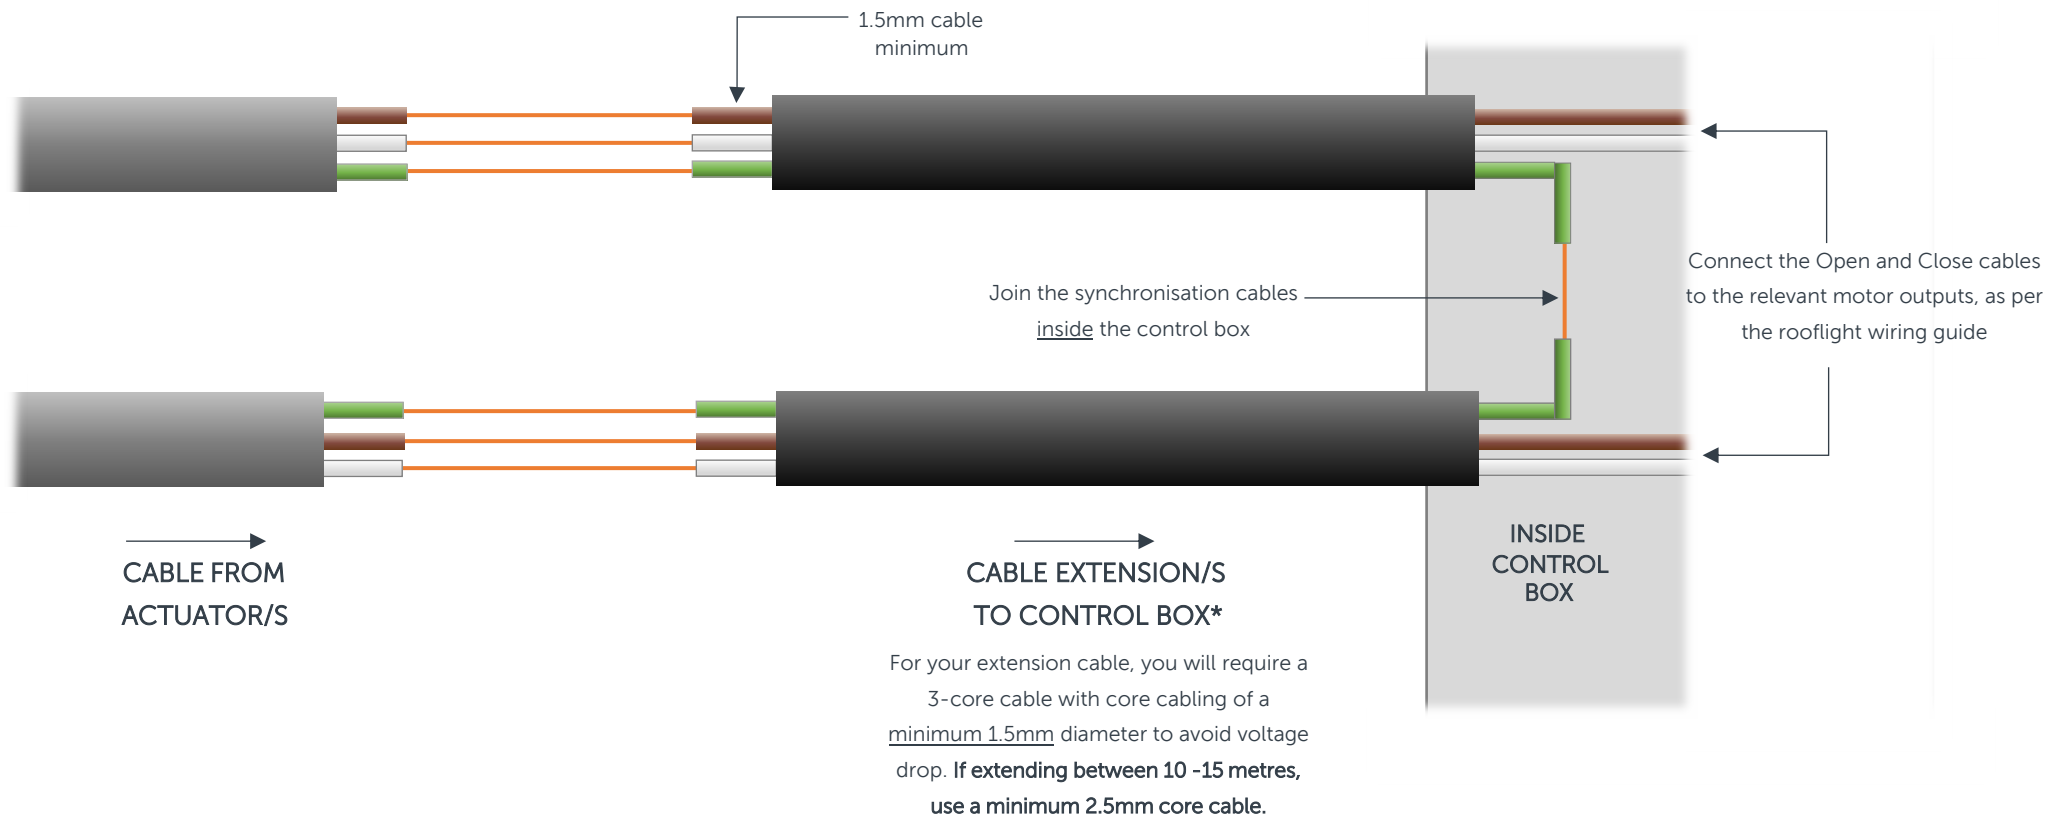 1.5mm cable
minimum
Join the synchronisation cables
inside the control box
Connect the Open and Close cables
to the relevant motor outputs, as per
the rooflight wiring guide
CABLE FROM
ACTUATOR/S
CABLE EXTENSION/S
TO CONTROL BOX*
For your extension cable, you will require a
3-core cable with core cabling of a
minimum 1.5mm diameter to avoid voltage
drop. If extending between 10 -15 metres,
use a minimum 2.5mm core cable.
INSIDE
CONTROL
BOX